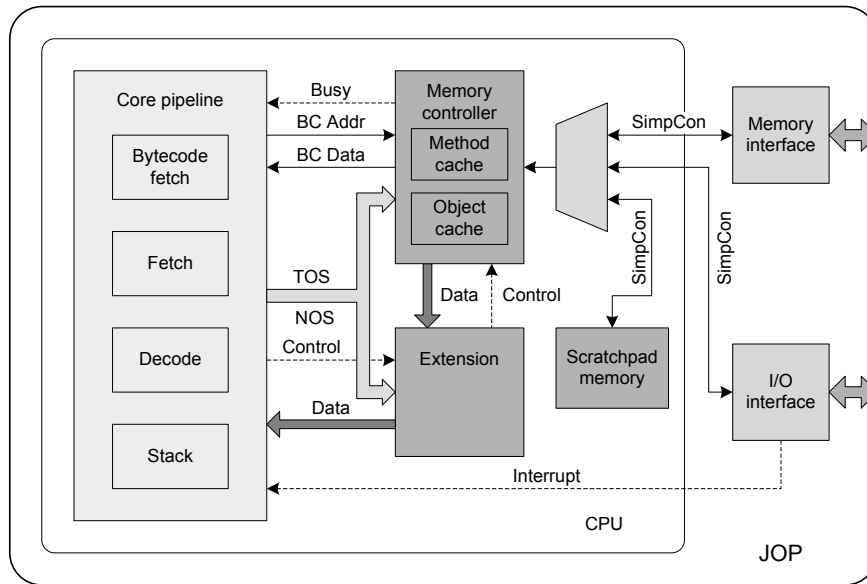 Core pipeline
Bytecode
fetch
Fetch
Decode
Stack
Busy
BC Addr
BC Data
TOS
NOS
Control
Data
Memory
controller
Method
cache
Object
cache
Data
Control
Extension
SimpCon
SimpCon
SimpCon
Scratchpad
memory
Memory
interface
I/O
interface
Interrupt
CPU
JOP